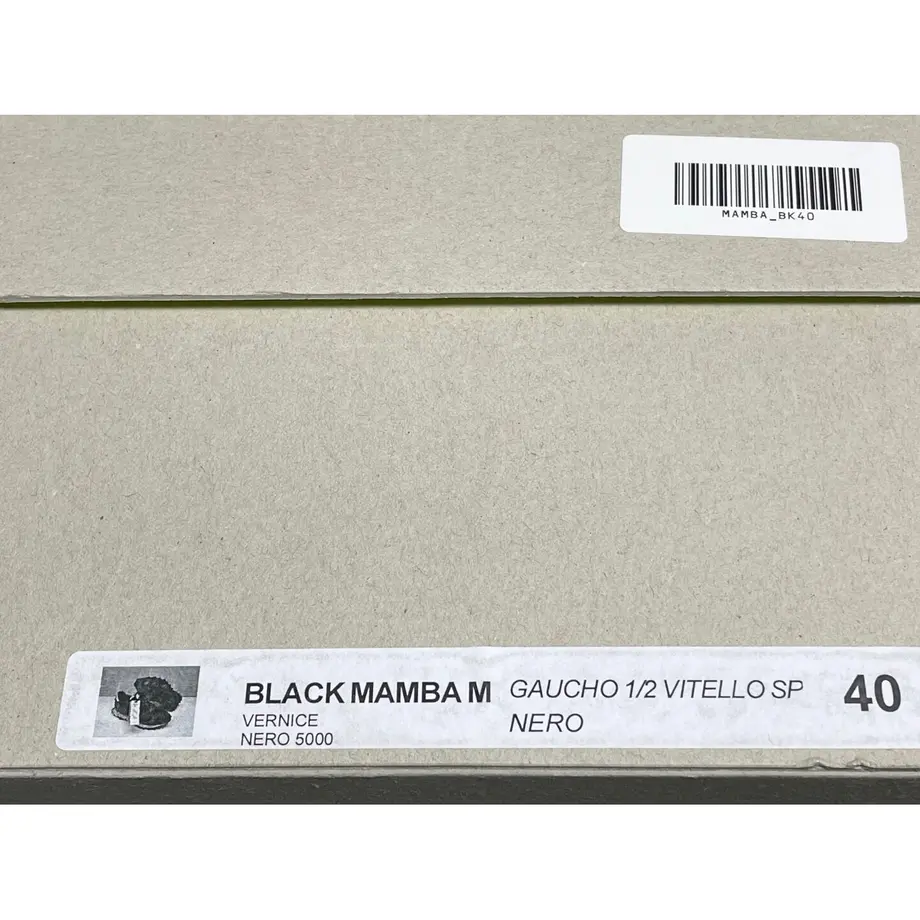 MAMBA_BK40
BLACK MAMBA M
VERNICE
NERO 5000
GAUCHO 1/2 VITELLO SP
NERO
40